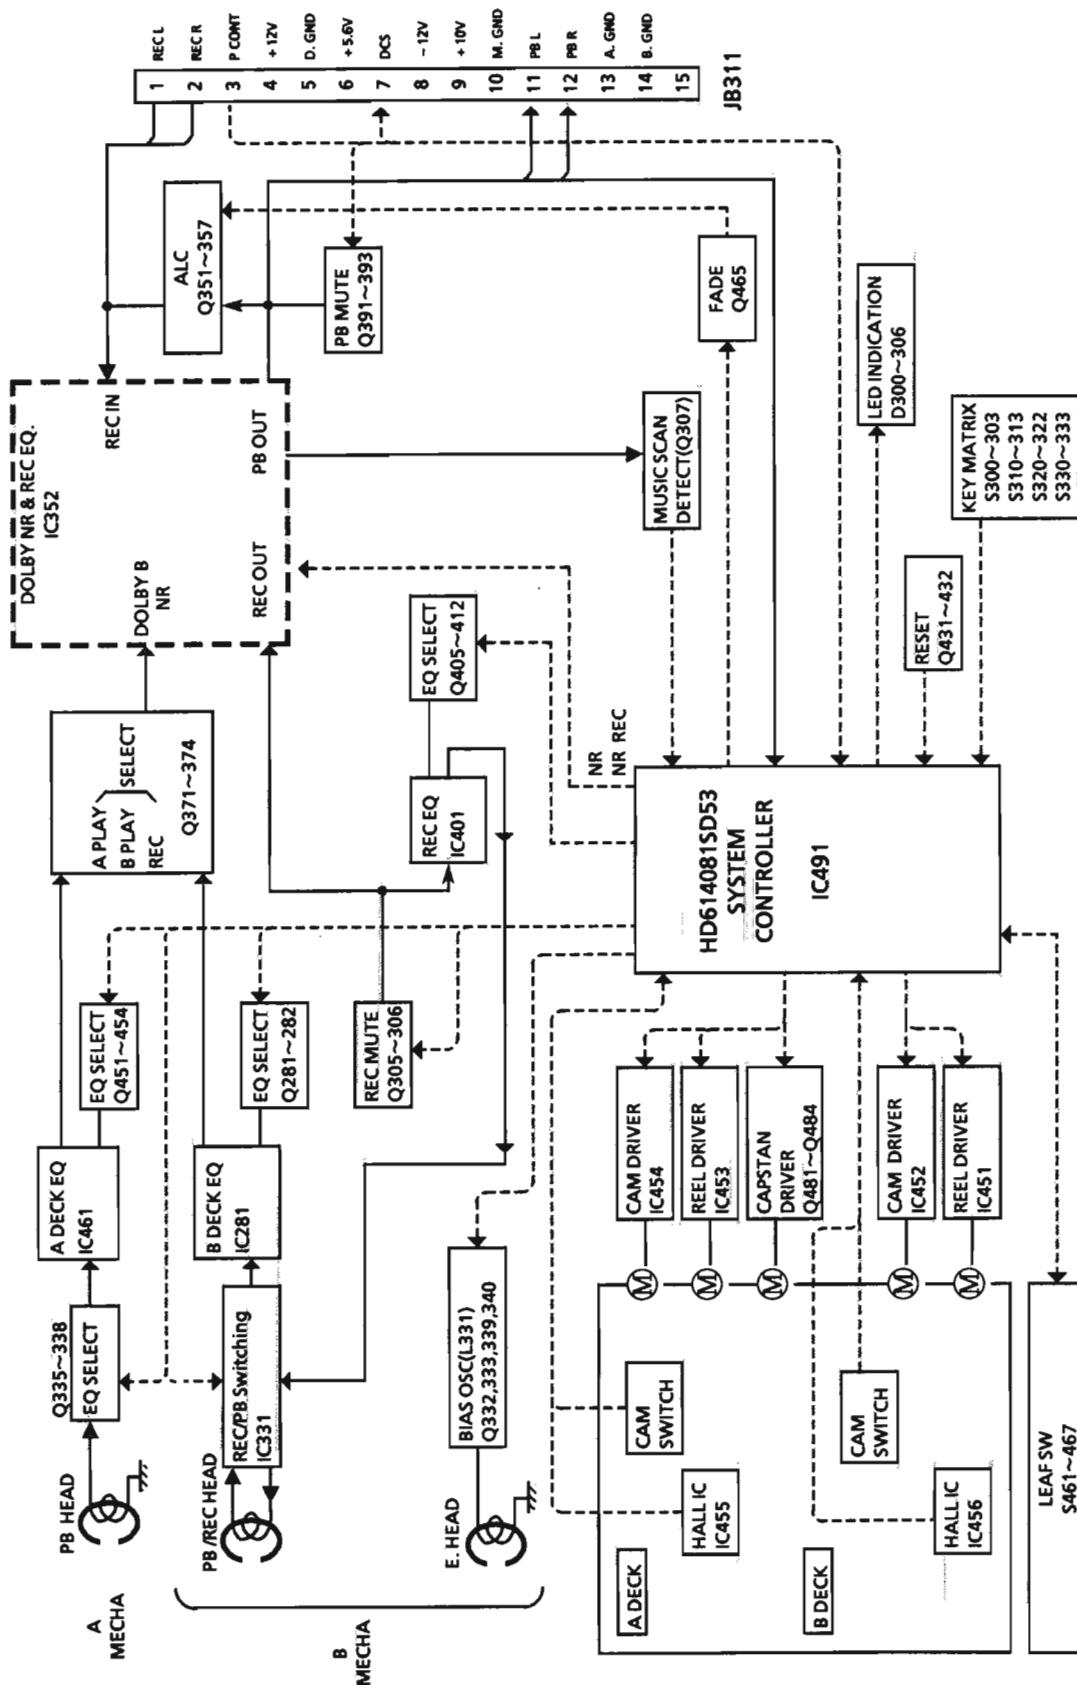 A
MECHA
PB HEAD
Q335~338
EQ SELECT
A DECK EQ
IC461
EQ SELECT
Q451~454
A PLAY
B PLAY
REC
SELECT
Q371~374
DOLBY NR & REC EQ.
IC352
DOLBY B
NR
REC IN
REC OUT
PB OUT
ALC
Q351~357
PB MUTE
Q391~393
REC L
REC R
P CONT
+12V
D. GND
+5.6V
DCS
-12V
+10V
M. GND
PB L
PB R
A. GND
B. GND
1
2
3
4
5
6
7
8
9
10
11
12
13
14
15
JB311
B
MECHA
PB/REC HEAD
REC/PB Switching
IC331
B DECK EQ
IC281
EQ SELECT
Q281~282
REC MUTE
Q305~306
REC EQ
IC401
EQ SELECT
Q405~412
E. HEAD
BIAS OSC(L331)
Q332,333,339,340
NR
NR REC
MUSIC SCAN
DETECT(Q307)
FADE
Q465
LED INDICATION
D300~306
RESET
Q431~432
KEY MATRIX
S300~303
S310~313
S320~322
S330~333
HD614081SD53
SYSTEM
CONTROLLER
IC491
A DECK
HALL IC
IC455
CAM
SWITCH
M
M
M
CAM DRIVER
IC454
REEL DRIVER
IC453
CAPSTAN
DRIVER
Q481~Q484
B DECK
HALL IC
IC456
CAM
SWITCH
M
M
CAM DRIVER
IC452
REEL DRIVER
IC451
LEAF SW
S461~467